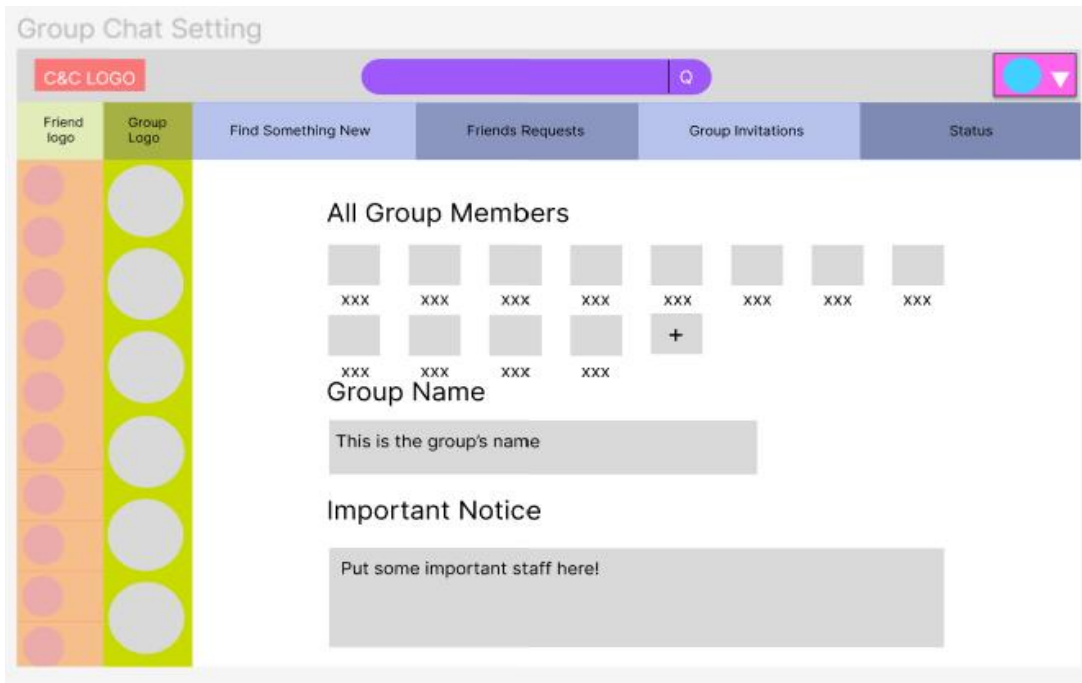 Group Chat Setting
C&C LOGO
Q
Friend
logo
Group
Logo
Find Something New
Friends Requests
Group Invitations
Status
All Group Members
xxx xxx xxx xxx xxx xxx xxx xxx
+
xxx xxx xxx xxx
Group Name
This is the group's name
Important Notice
Put some important staff here!